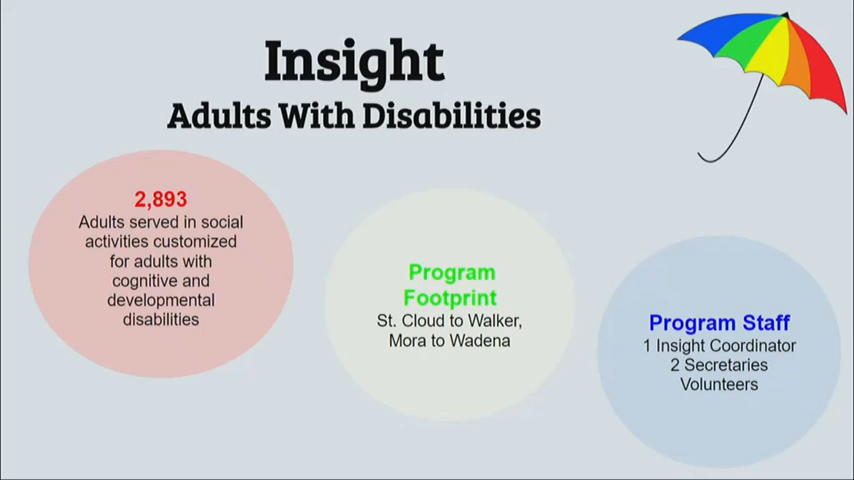 Insight
Adults With Disabilities
2,893
Adults served in social
activities customized
for adults with
cognitive and
developmental
disabilities
Program
Footprint
St. Cloud to Walker,
Mora to Wadena
Program Staff
1 Insight Coordinator
2 Secretaries
Volunteers